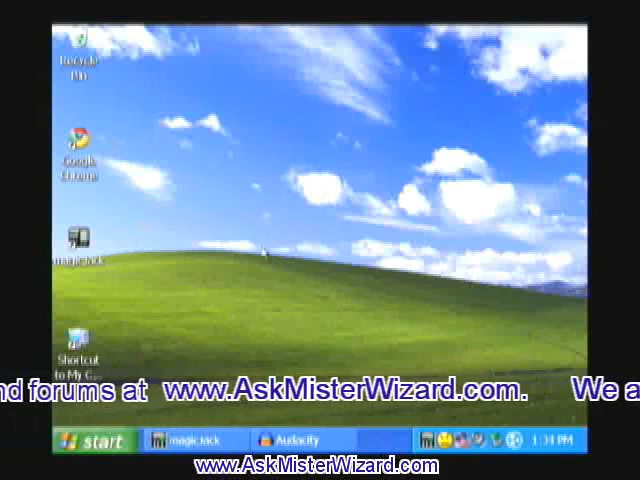 Recycle
Bin
Google
Chrome
magicJack
Shortcut
to My C...
nd forums at www.AskMisterWizard.com. We a
start
magicJack
Audacity
1:34 PM
www.AskMisterWizard.com